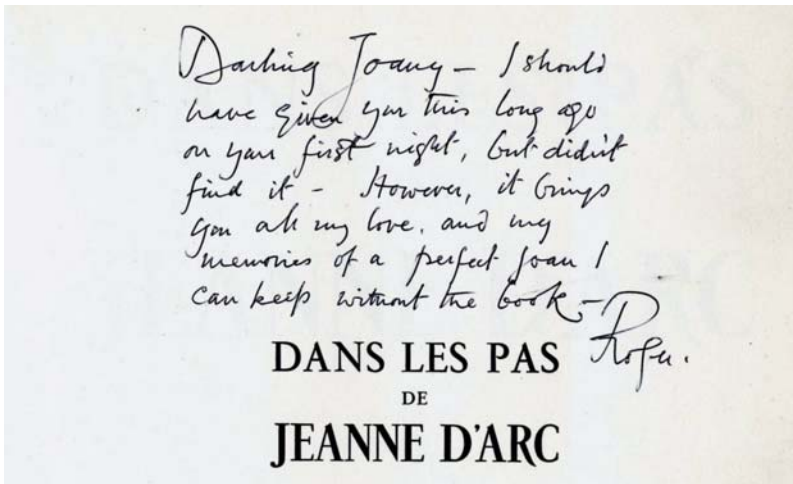 Darling Joany – I should
have given you this long ago
on your first night, but didn't
find it – However, it brings
you all my love, and my
memories of a perfect Joan I
can keep without the book –
Roger.
DANS LES PAS
DE
JEANNE D'ARC